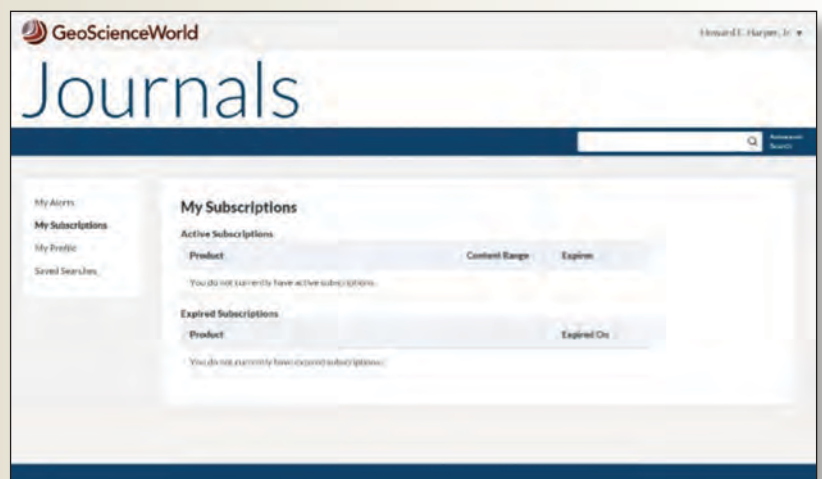 GeoScienceWorld
Howard E. Harper, Jr.
Journals
Advanced
Search
My Alerts
My Subscriptions
My Profile
Saved Searches
My Subscriptions
Active Subscriptions
Product Content Range Expires
You do not currently have active subscriptions.
Expired Subscriptions
Product Expired On
You do not currently have expired subscriptions.